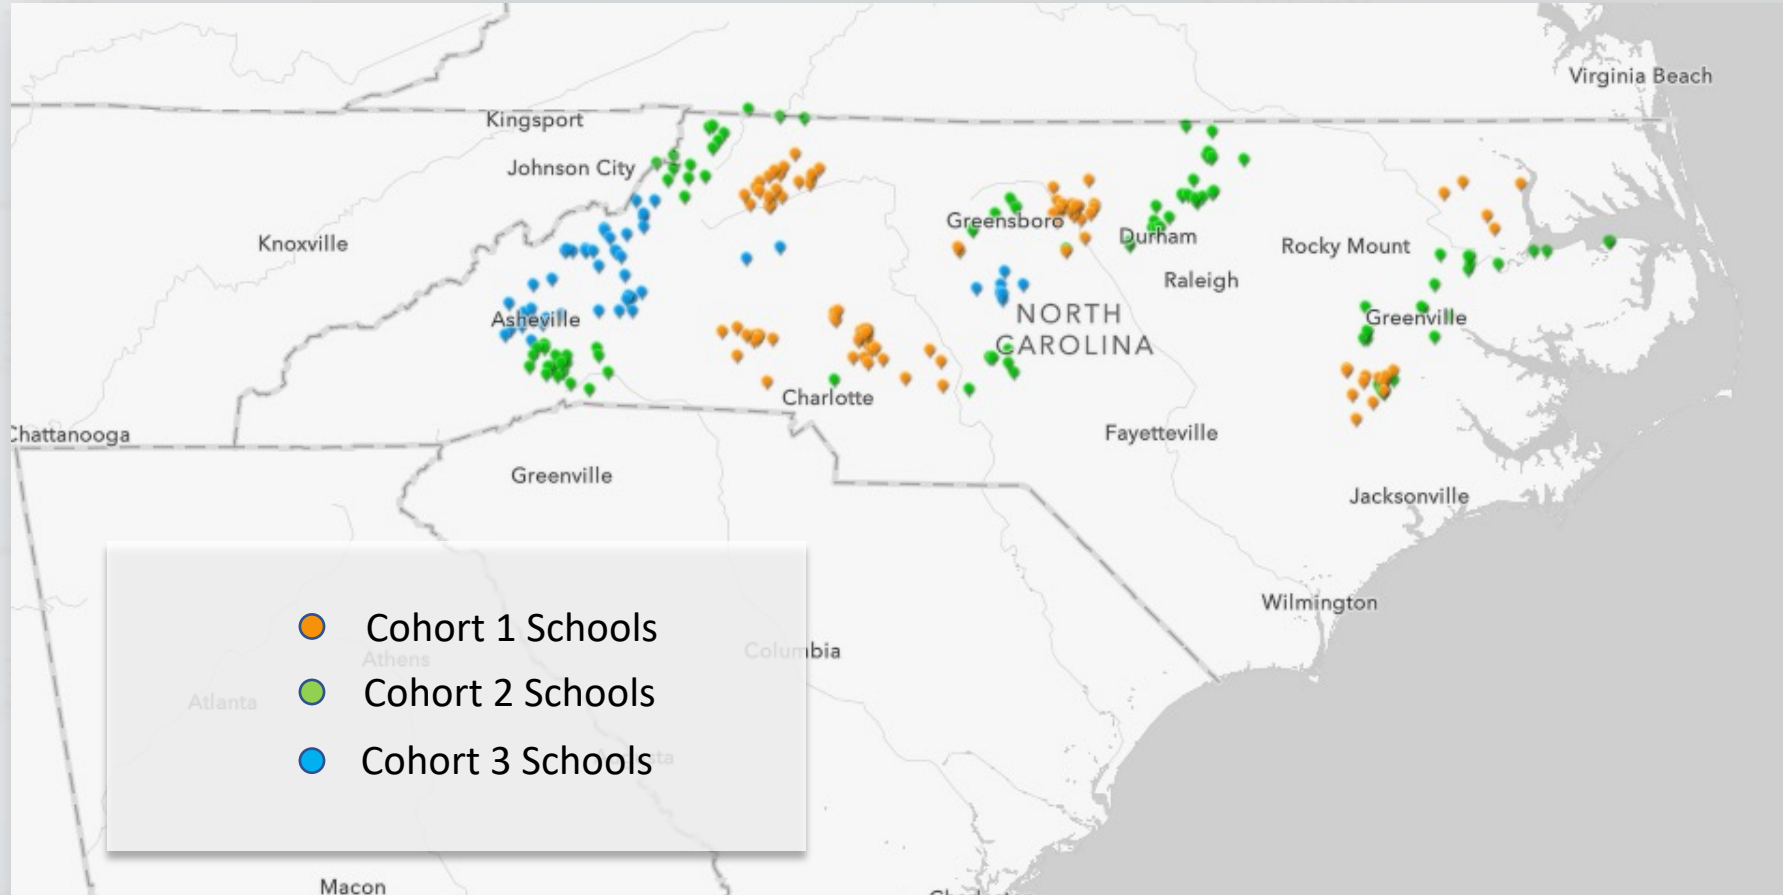 Virginia Beach
Kingsport
Johnson City
Knoxville
Greensboro
Durham
Rocky Mount
Raleigh
Asheville
NORTH
CAROLINA
Greenville
Charlotte
Chattanooga
Fayetteville
Greenville
Jacksonville
Wilmington
Cohort 1 Schools
Columbia
Athens
Cohort 2 Schools
Atlanta
Cohort 3 Schools
Macon